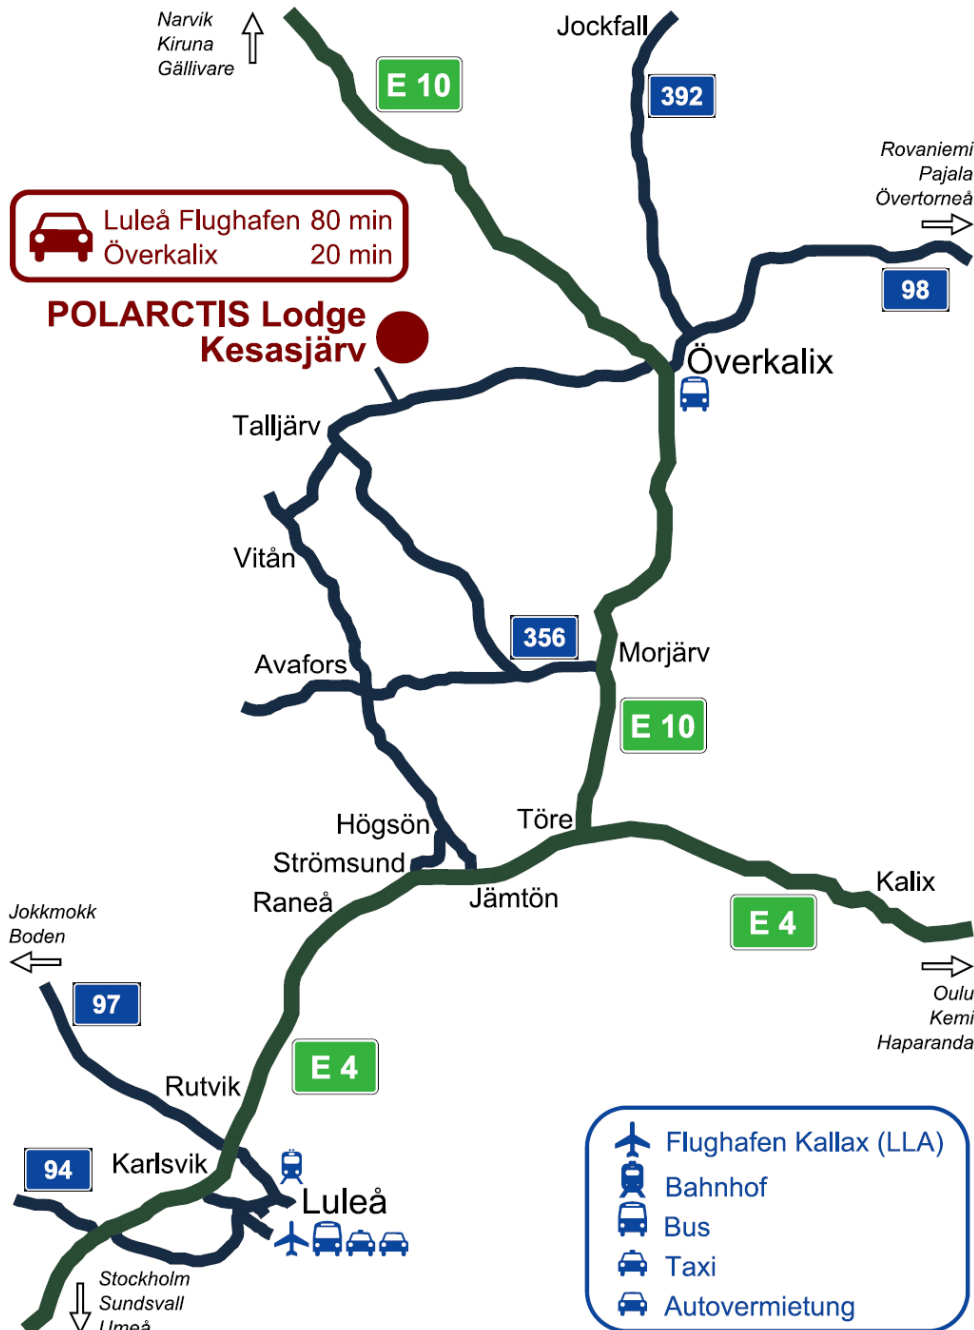 Narvik
Kiruna
Gällivare
E 10
Jockfall
392
Rovaniemi
Pajala
Övertorneå
98
Luleå Flughafen 80 min
Överkalix 20 min
POLARCTIS Lodge
Kesasjärv
Överkalix
Talljärv
Vitån
356
Morjärv
Avafors
E 10
Högsön
Töre
Strömsund
Raneå
Jämtön
Kalix
E 4
Jokkmokk
Boden
97
Oulu
Kemi
Haparanda
E 4
Rutvik
94
Karlsvik
Luleå
Flughafen Kallax (LLA)
Bahnhof
Bus
Taxi
Autovermietung
Stockholm
Sundsvall
Umeå